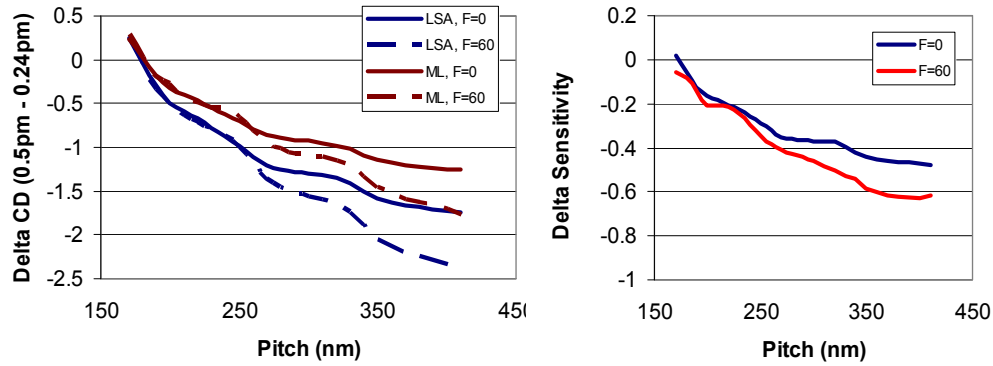 Delta CD (0.5pm - 0.24pm)
0.5
0
-0.5
-1
-1.5
-2
-2.5
150
250
350
450
Pitch (nm)
LSA, F=0
LSA, F=60
ML, F=0
ML, F=60
Delta Sensitivity
0.2
0
-0.2
-0.4
-0.6
-0.8
-1
150
250
350
450
Pitch (nm)
F=0
F=60